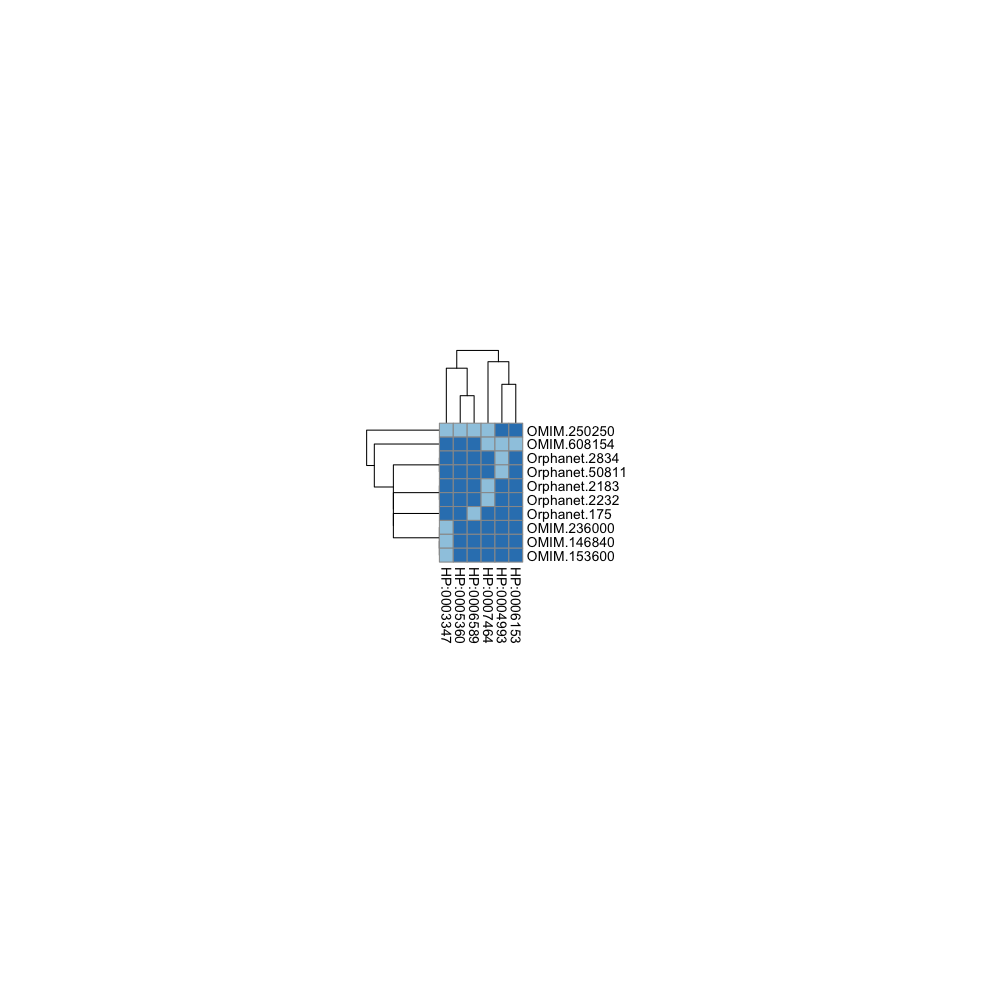 OMIM.250250
OMIM.608154
Orphanet.2834
Orphanet.50811
Orphanet.2183
Orphanet.2232
Orphanet.175
OMIM.236000
OMIM.146840
OMIM.153600
HP:0003347
HP:0005360
HP:0006589
HP:0007464
HP:0004993
HP:0006153